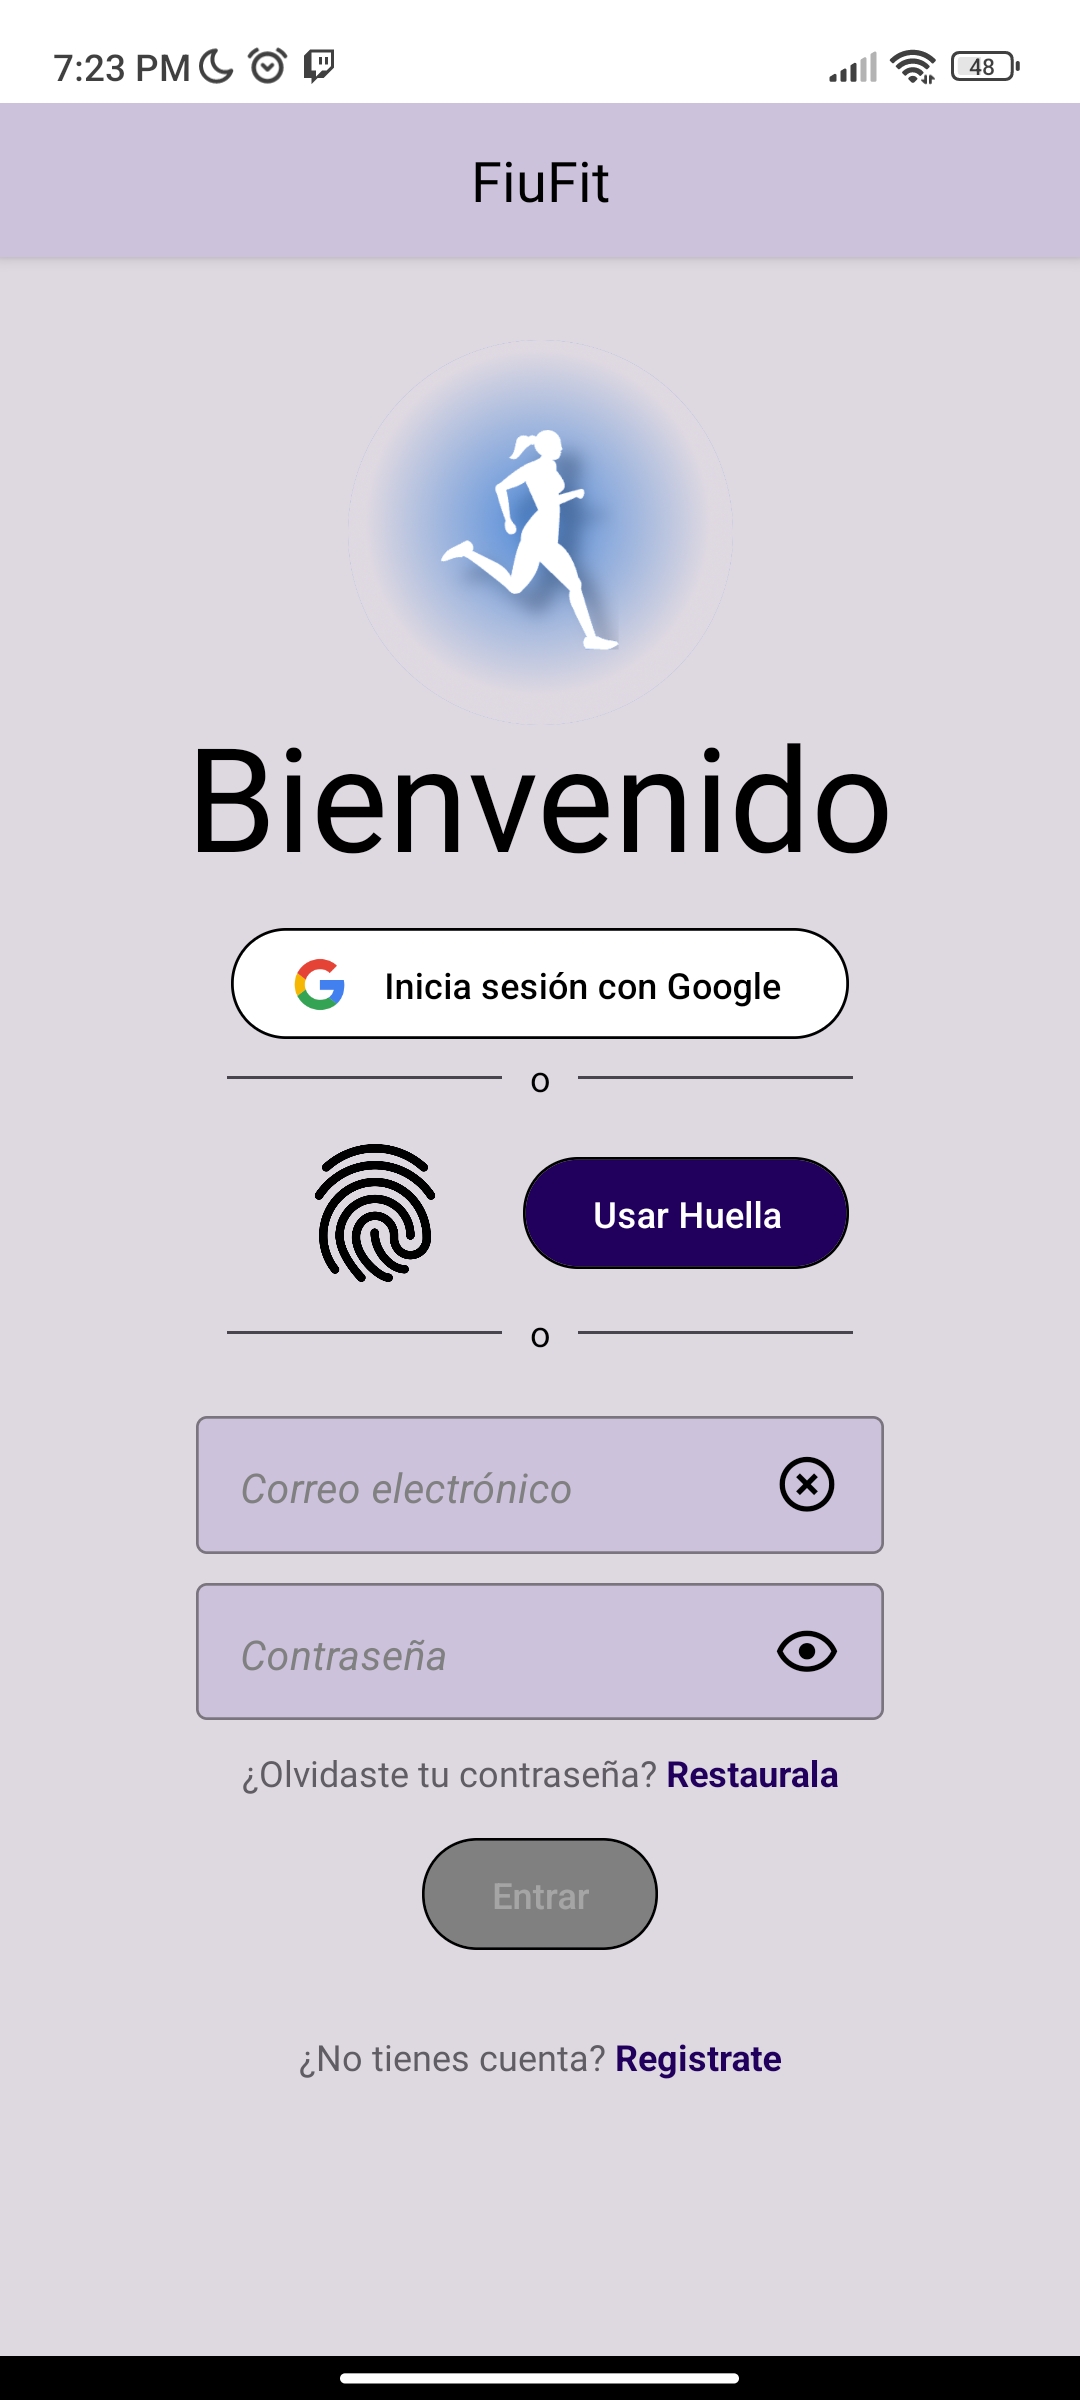 7:23 PM
48
FiuFit
Bienvenido
Inicia sesión con Google
o
Usar Huella
o
Correo electrónico
Contraseña
¿Olvidaste tu contraseña? Restaurala
Entrar
¿No tienes cuenta? Registrate